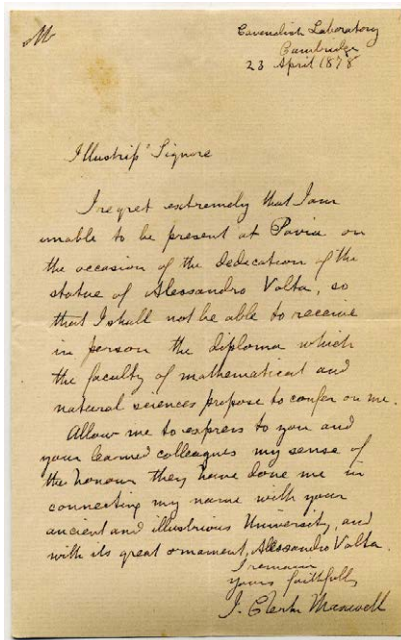 Cavendish Laboratory
Cambridge
23 April 1878
Illustriss Signore
I regret extremely that I am
unable to be present at Pavia on
the occasion of the dedication of the
statue of Alessandro Volta, so
that I shall not be able to receive
in person the diploma which
the faculty of mathematical and
natural sciences propose to confer on me.
Allow me to express to you and
your learned colleagues my sense of
the honour they have done me in
connecting my name with your
ancient and illustrious University, and
with its great ornament, Alessandro Volta.
I remain
yours faithfully
J. Clerk Maxwell